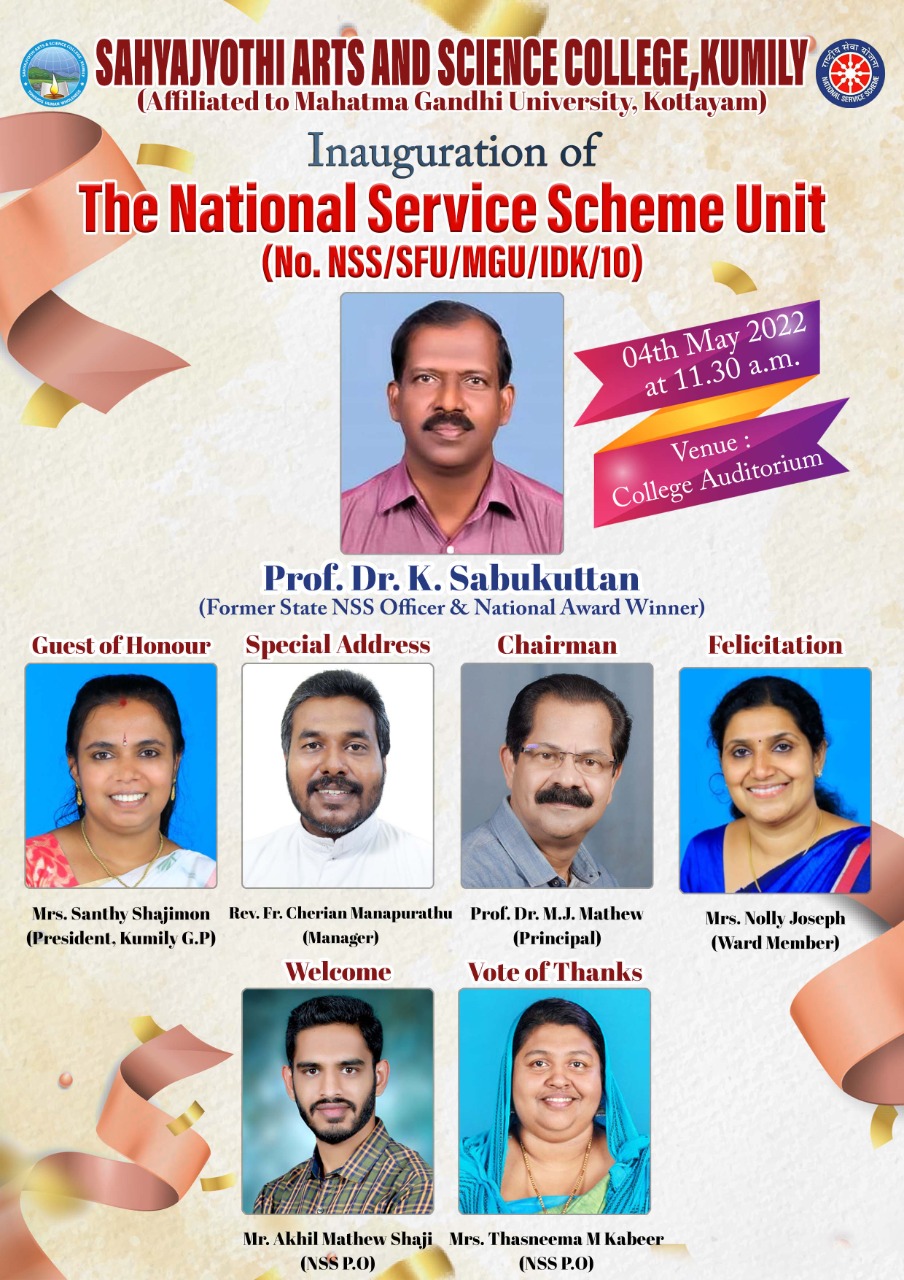 SAHYAJYOTHI ARTS AND SCIENCE COLLEGE,KUMILY
(Affiliated to Mahatma Gandhi University, Kottayam)
राष्ट्रीय सेवा योजना
NATIONAL SERVICE SCHEME
Inauguration of
The National Service Scheme Unit
(No. NSS/SFU/MGU/IDK/10)
04th May 2022
at 11.30 a.m.
Venue :
College Auditorium
Prof. Dr. K. Sabukuttan
(Former State NSS Officer & National Award Winner)
Guest of Honour
Mrs. Santhy Shajimon
(President, Kumily G.P)
Special Address
Rev. Fr. Cherian Manapurathu
(Manager)
Chairman
Prof. Dr. M.J. Mathew
(Principal)
Felicitation
Mrs. Nolly Joseph
(Ward Member)
Welcome
Mr. Akhil Mathew Shaji
(NSS P.O)
Vote of Thanks
Mrs. Thasneema M Kabeer
(NSS P.O)